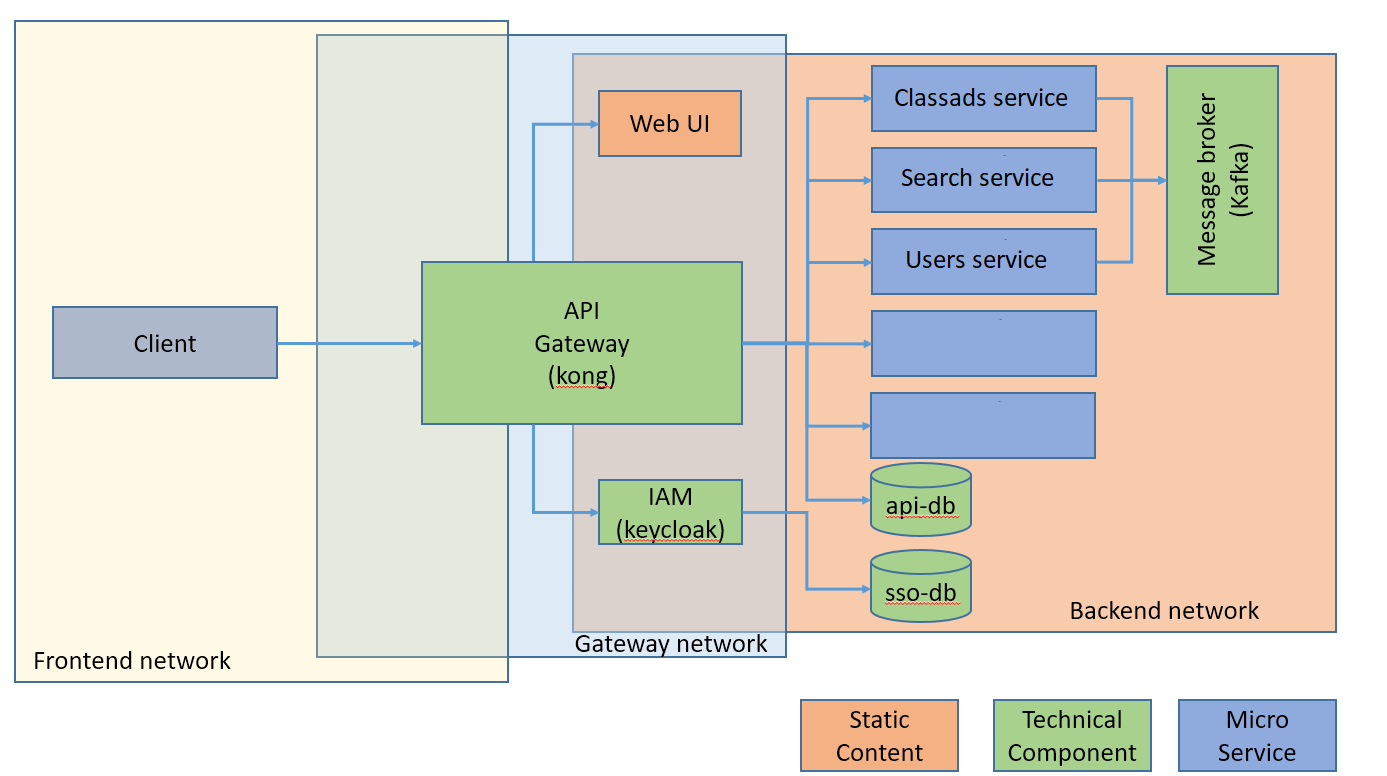 Client
Web UI
API
Gateway
(kong)
IAM
(keycloak)
Classads service
Search service
Users service
Message broker
(Kafka)
api-db
sso-db
Backend network
Gateway network
Frontend network
Static
Content
Technical
Component
Micro
Service